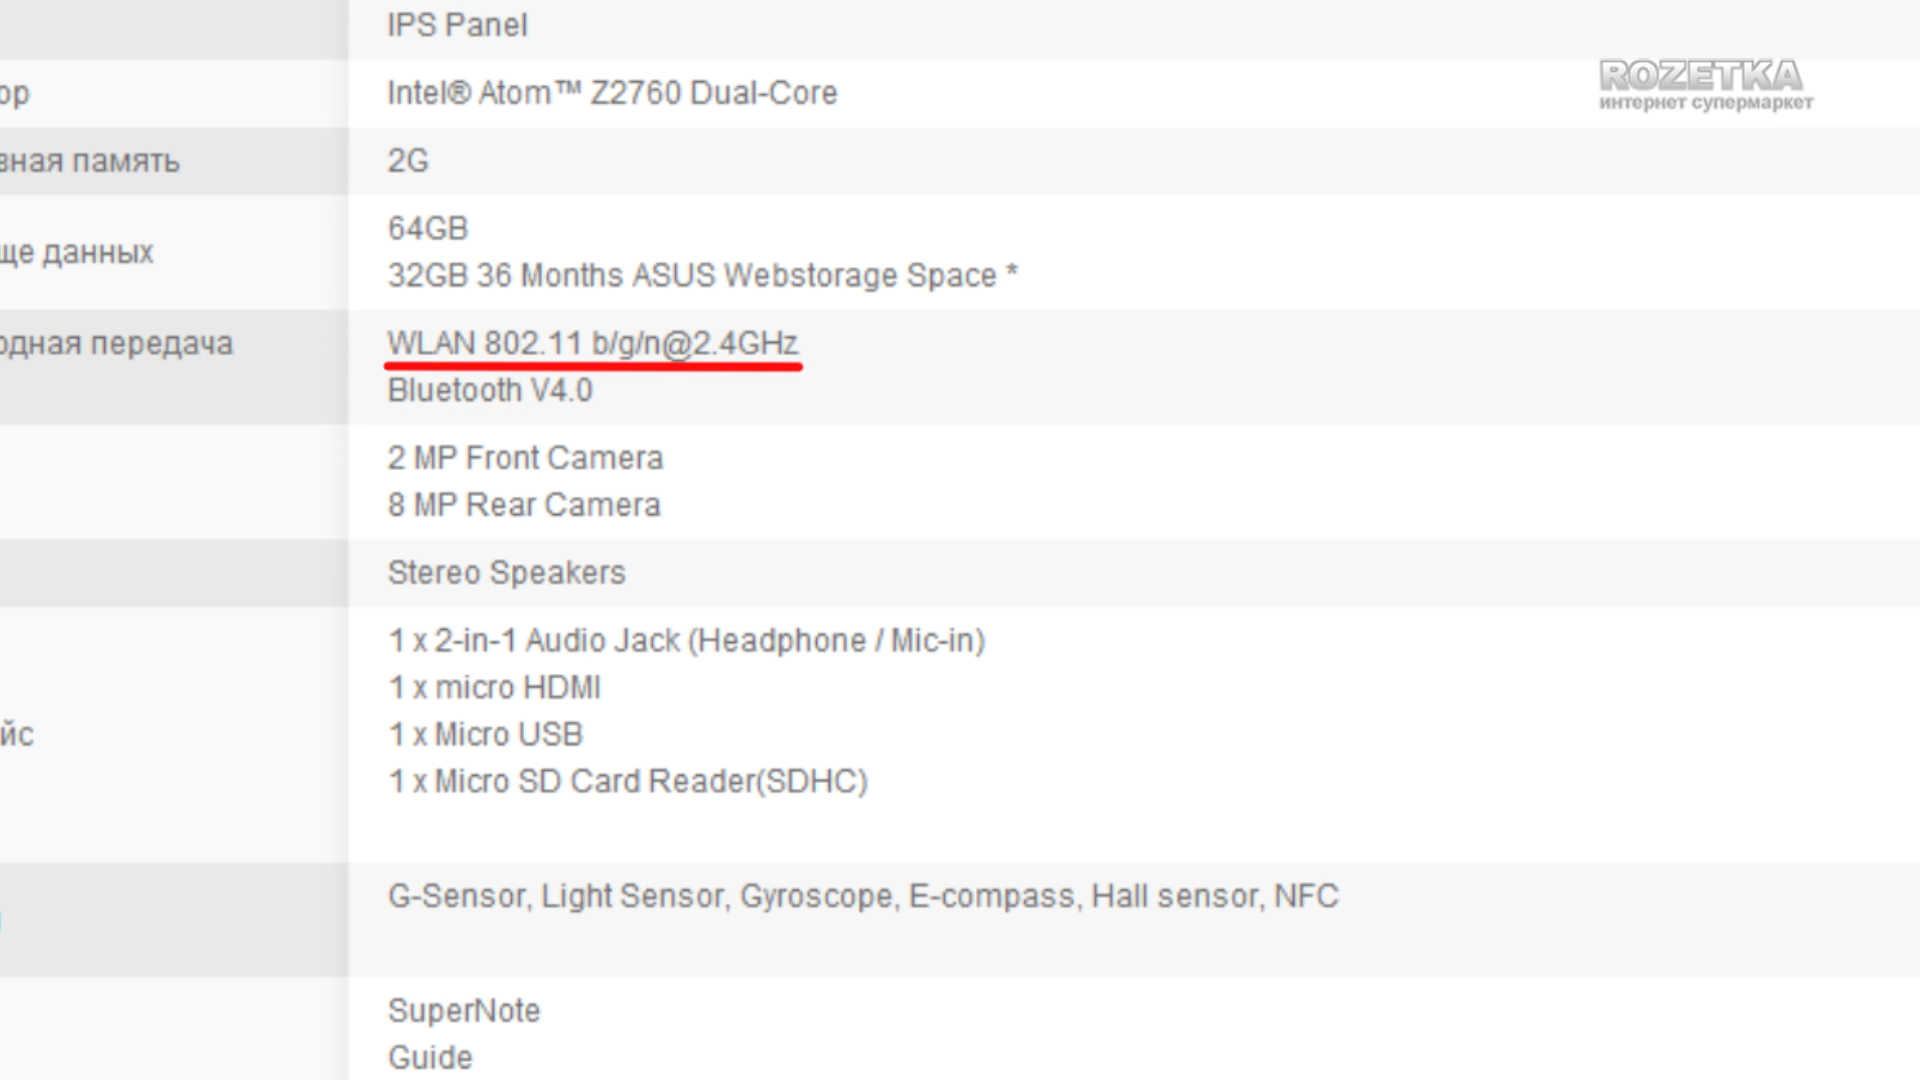 IPS Panel
ROZETKA
интернет супермаркет
ор Intel® Atom™ Z2760 Dual-Core
вная память 2G
64GB
ще данных
32GB 36 Months ASUS Webstorage Space *
одная передача WLAN 802.11 b/g/n@2.4GHz
Bluetooth V4.0
2 MP Front Camera
8 MP Rear Camera
Stereo Speakers
1 x 2-in-1 Audio Jack (Headphone / Mic-in)
1 x micro HDMI
йс 1 x Micro USB
1 x Micro SD Card Reader(SDHC)
G-Sensor, Light Sensor, Gyroscope, E-compass, Hall sensor, NFC
SuperNote
Guide